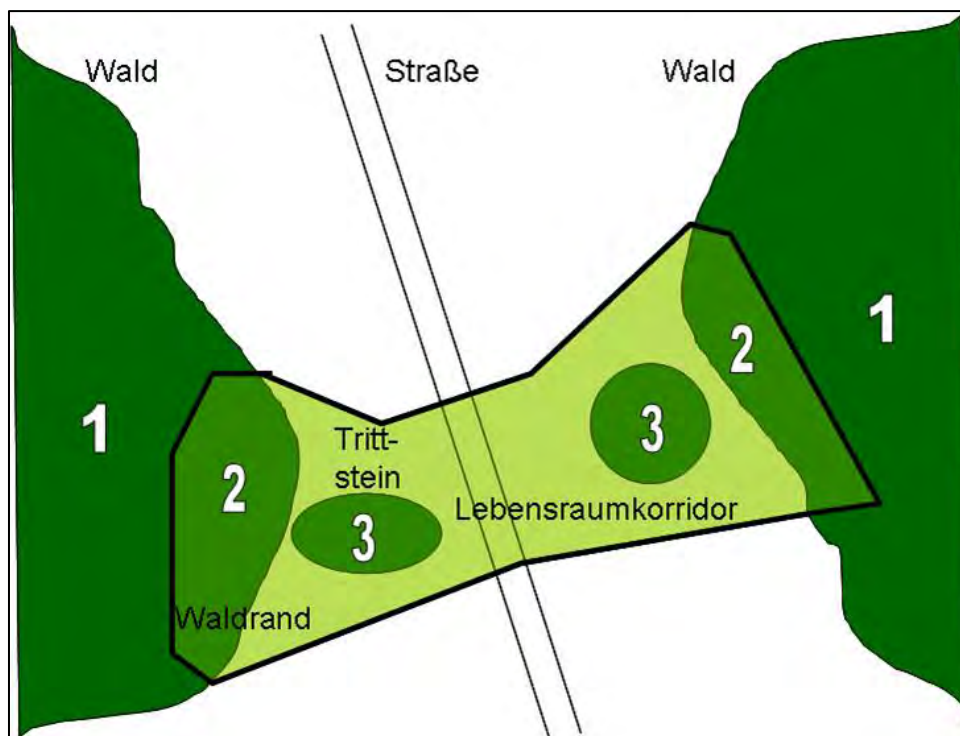 Wald
Straße
Wald
1
2
3
Tritt-
stein
3
Lebensraumkorridor
2
1
Waldrand